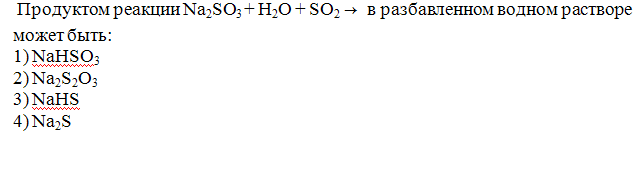 Продуктом реакции Na₂SO₃ + H₂O + SO₂ → в разбавленном водном растворе
может быть:
1) NaHSO₃
2) Na₂S₂O₃
3) NaHS
4) Na₂S